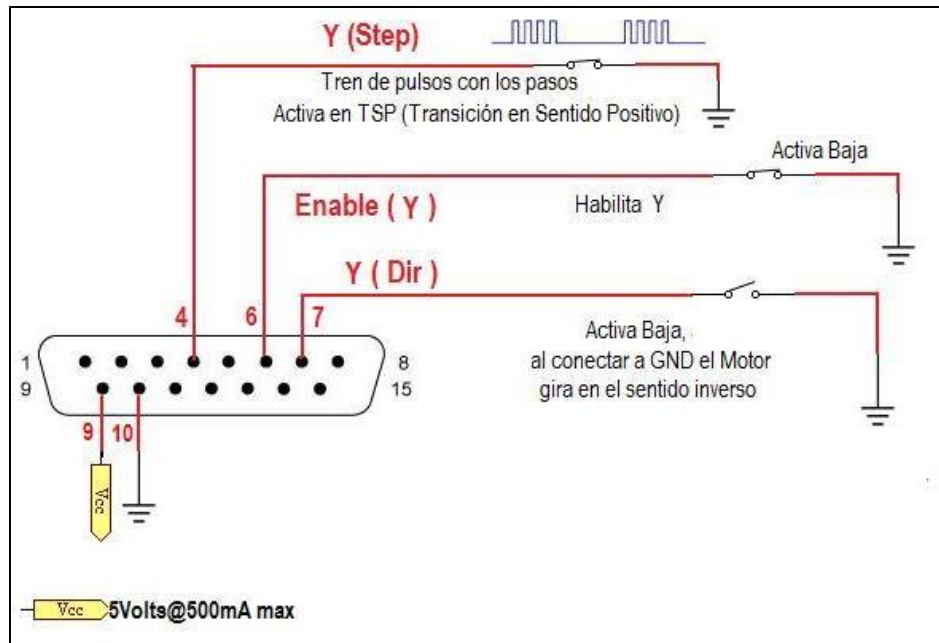 Y (Step)
Tren de pulsos con los pasos
Activa en TSP (Transición en Sentido Positivo)
Activa Baja
Enable ( Y )
Habilita Y
Y ( Dir )
4
6
7
Activa Baja,
al conectar a GND el Motor
gira en el sentido inverso
1
8
9
15
9
10
Vcc
Vcc
5Volts@500mA max